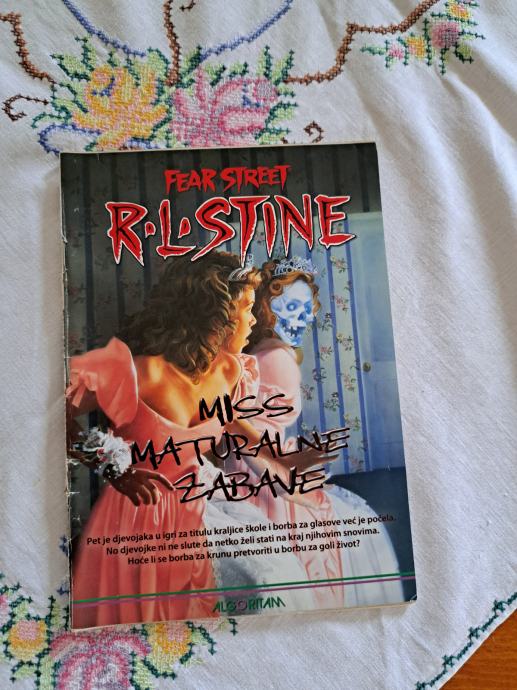 FEAR STREET
R.L.STINE
MISS
MATURALNE
ZABAVE
Pet je djevojaka u igri za titulu kraljice škole i borba za glasove već je počela.
No djevojke ni ne slute da netko želi stati na kraj njihovim snovima.
Hoće li se borba za krunu pretvoriti u borbu za goli život?
ALGORITAM